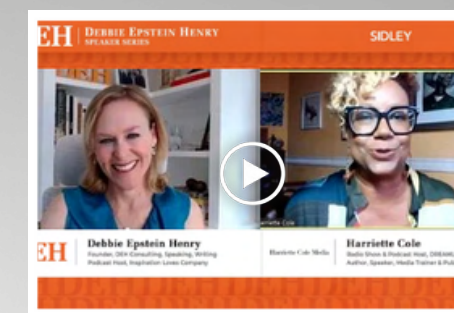 EH | DEBBIE EPSTEIN HENRY
SPEAKER SERIES
SIDLEY
EH
Debbie Epstein Henry
Founder, DEH Consulting, Speaking, Writing
Podcast Host, Inspiration Loves Company
Harriette Cole Media
Harriette Cole
Radio Show & Podcast Host,
Author, Speaker, Media Trainer &